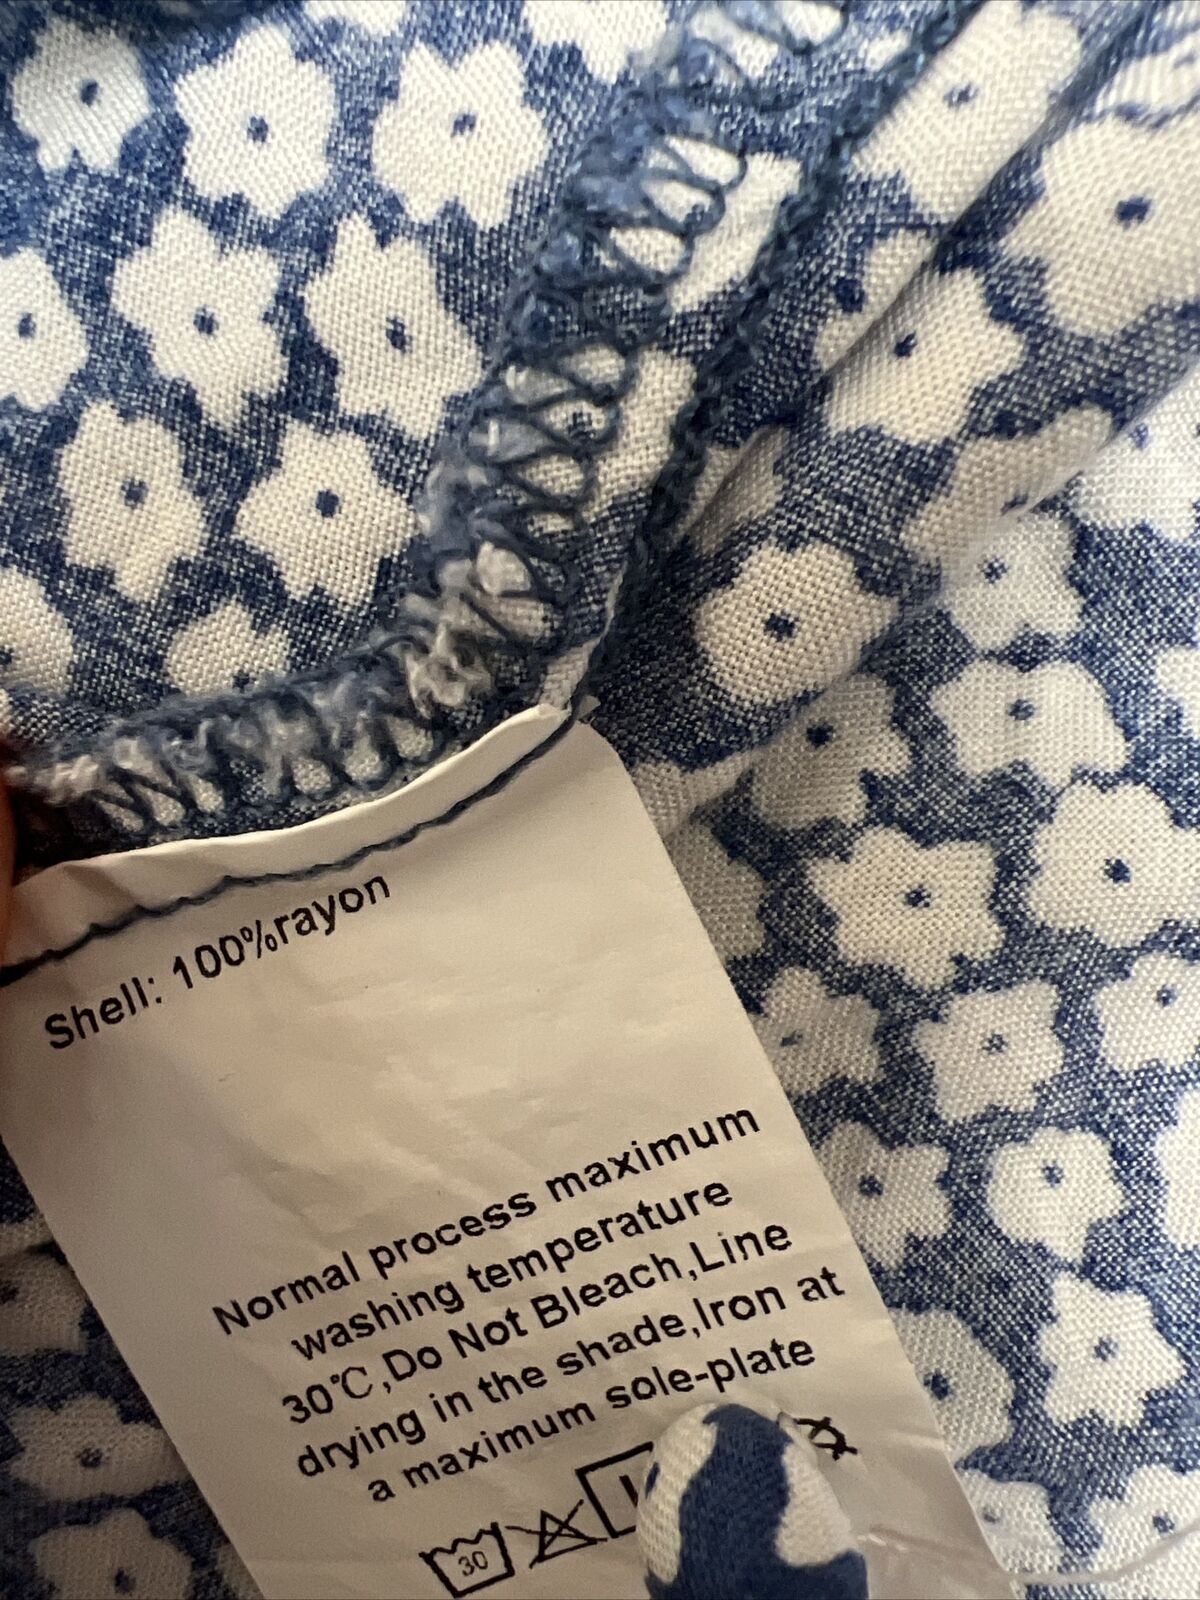 Shell: 100%rayon
Normal process maximum
washing temperature
30℃,Do Not Bleach,Line
drying in the shade,Iron at
a maximum sole-plate
30